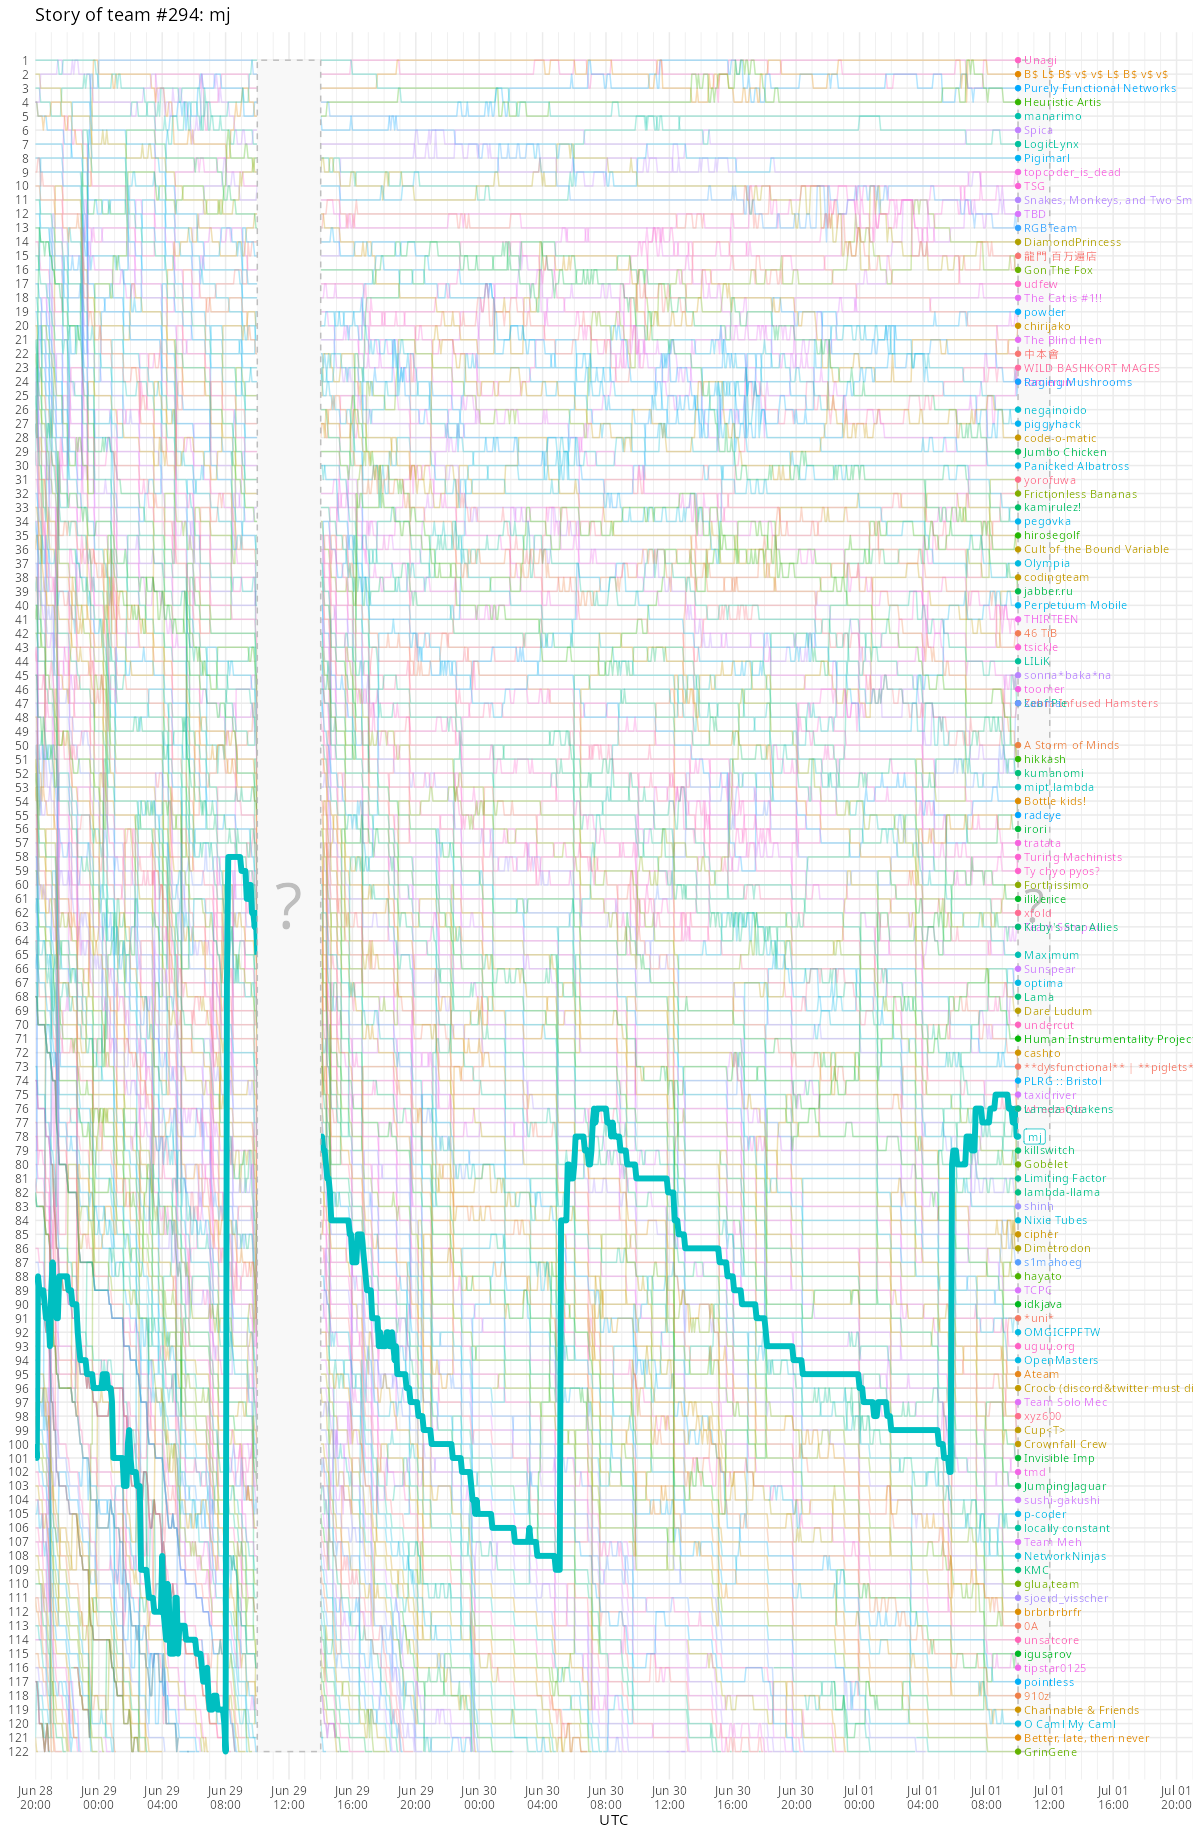 Story of team #294: mj
1 Unagi
2 B$ L$ B$ v$ v$ L$ B$ v$ v$
3 Purely Functional Networks
4 Heuristic Artis
5 manarimo
6 Spica
7 LogicLynx
8 Pigimarl
9 topcoder_is_dead
10 TSG
11 Snakes, Monkeys, and Two Sm
12 TBD
13 RGBTeam
14 DiamondPrincess
15 龍門 百万遍店
16 Gon The Fox
17 udfew
18 The Cat is #1!!
19 powder
20 chirijako
21 The Blind Hen
22 中本會
23 WILD BASHKORT MAGES
24 Raging Mushrooms
25
26 negainoido
27 piggyhack
28 code-o-matic
29 Jumbo Chicken
30 Panicked Albatross
31 yorofuwa
32 Frictionless Bananas
33 kamirulez!
34 pegovka
35 hirosegolf
36 Cult of the Bound Variable
37 Olympia
38 codingteam
39 jabber.ru
40 Perpetuum Mobile
41 THIRTEEN
42 46 TiB
43 tsickle
44 LILiK
45 sonna*baka*na
46 toomer
47 Infused Hamsters
48
49
50 A Storm of Minds
51 hikkash
52 kumanomi
53 mipt.lambda
54 Bottle kids!
55 radeye
56 irori
57 tratata
58 Turing Machinists
59 Ty chyo pyos?
60 Forthissimo
61 ilikerice
62 xfold
63 Kirby's Star Allies
64
65 Maximum
66 Sunspear
67 optima
68 Lama
69 Dare Ludum
70 undercut
71 Human Instrumentality Projec
72 cashto
73 **dysfunctional** | **piglets*
74 PLRG :: Bristol
75 taxidriver
76 Quakens
77
78 mj
79 killswitch
80 Gobelet
81 Limiting Factor
82 lambda-llama
83 shinh
84 Nixie Tubes
85 cipher
86 Dimetrodon
87 s1mahoeg
88 hayato
89 TCPC
90 idkjava
91 *uni*
92 OMGICFPFTW
93 uguu.org
94 OpenMasters
95 Ateam
96 Croco (discord&twitter must di
97 Team Solo Mec
98 xyz600
99 Cup<T>
100 Crownfall Crew
101 Invisible Imp
102 tmd
103 JumpingJaguar
104 sushi-gakushi
105 p-coder
106 locally constant
107 Team Meh
108 NetworkNinjas
109 KMC
110 glua.team
111 sjoerd_visscher
112 brbrbrbrfr
113 0A
114 unsatcore
115 igusarov
116 tipstar0125
117 pointless
118 910z
119 Channable & Friends
120 O Caml My Caml
121 Better, late, then never
122 GrinGene
? ?
Jun 28 Jun 29 Jun 29 Jun 29 Jun 29 Jun 29 Jun 29 Jun 30 Jun 30 Jun 30 Jun 30 Jun 30 Jun 30 Jul 01 Jul 01 Jul 01 Jul 01 Jul 01 Jul 01
20:00 00:00 04:00 08:00 12:00 16:00 20:00 00:00 04:00 08:00 12:00 16:00 20:00 00:00 04:00 08:00 12:00 16:00 20:00
UTC